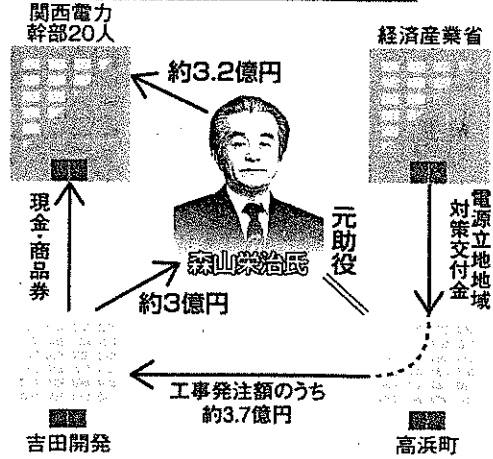 関西電力
幹部20人
経済産業省
約3.2億円
現金・商品券
森山栄治氏
元助役
電源立地地域
対策交付金
約3億円
工事発注額のうち
約3.7億円
吉田開発
高浜町